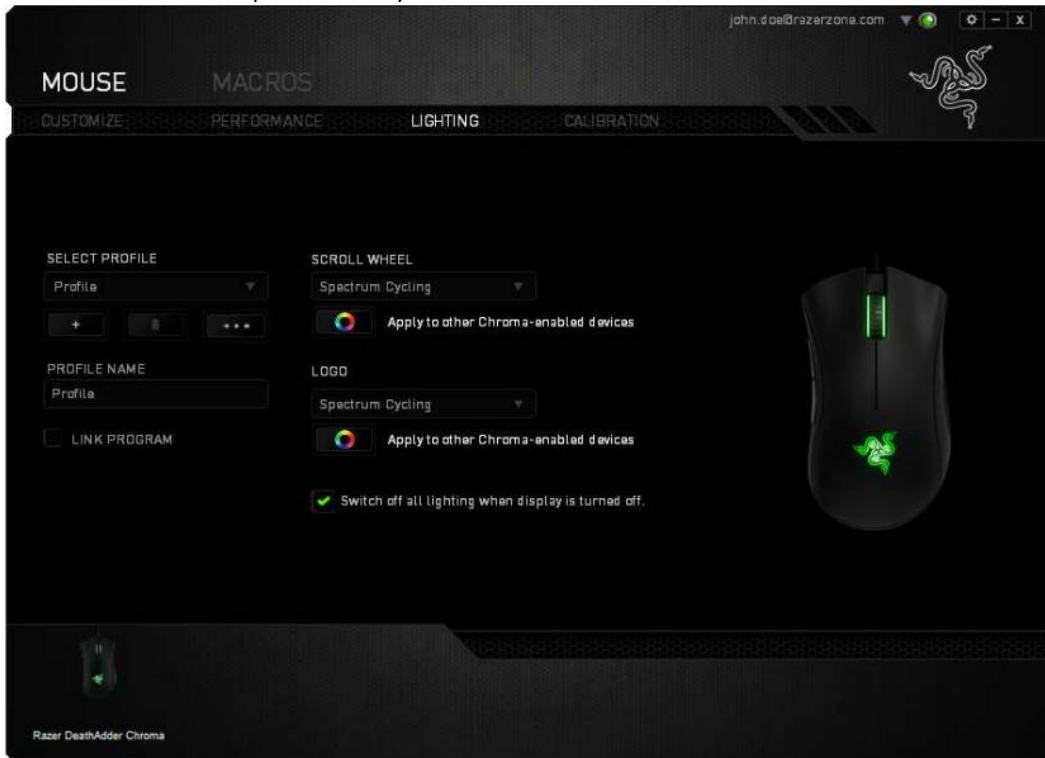 john.doe@razerzone.com
MOUSE MACROS
CUSTOMIZE PERFORMANCE LIGHTING CALIBRATION
SELECT PROFILE
Profile
PROFILE NAME
Profile
LINK PROGRAM
SCROLL WHEEL
Spectrum Cycling
Apply to other Chroma-enabled devices
LOGO
Spectrum Cycling
Apply to other Chroma-enabled devices
Switch off all lighting when display is turned off.
Razer DeathAdder Chroma